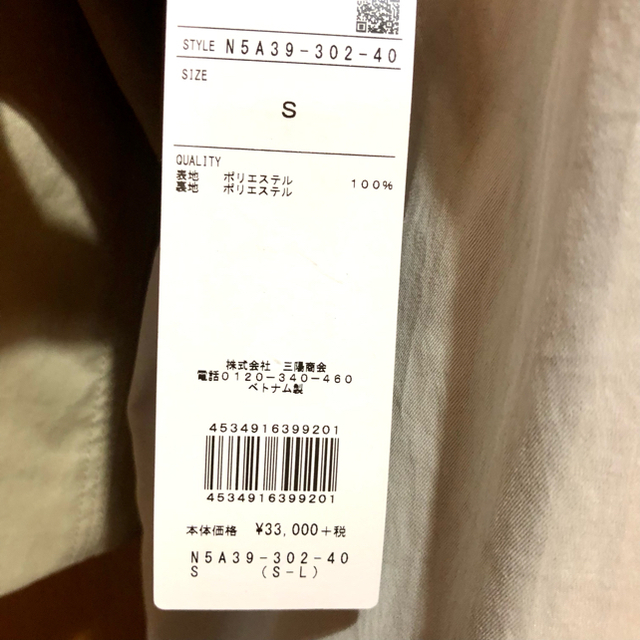 STYLE N5A39-302-40
SIZE
S
QUALITY
表地 ポリエステル 100%
裏地 ポリエステル
株式会社 三陽商会
電話0120-340-460
ベトナム製
4534916399201
4534916399201
本体価格 ¥33,000+税
N5A39-302-40
S (S-L)